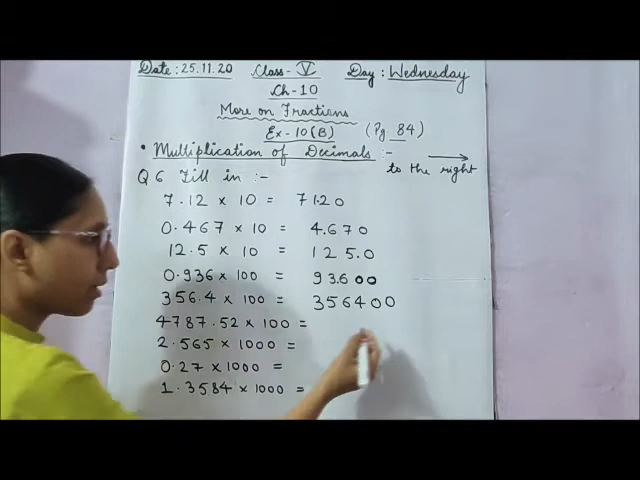 Date: 25.11.20 Class- V Day: Wednesday
Ch-10
More on Fractions
Ex-10(B) (Pg. 84)
• Multiplication of Decimals :- to the right
Q.6 Fill in :-
7.12 × 10 = 71.20
0.467 × 10 = 4.670
12.5 × 10 = 125.0
0.936 × 100 = 93.600
356.4 × 100 = 356400
4787.52 × 100 =
2.565 × 1000 =
0.27 × 1000 =
1.3584 × 1000 =